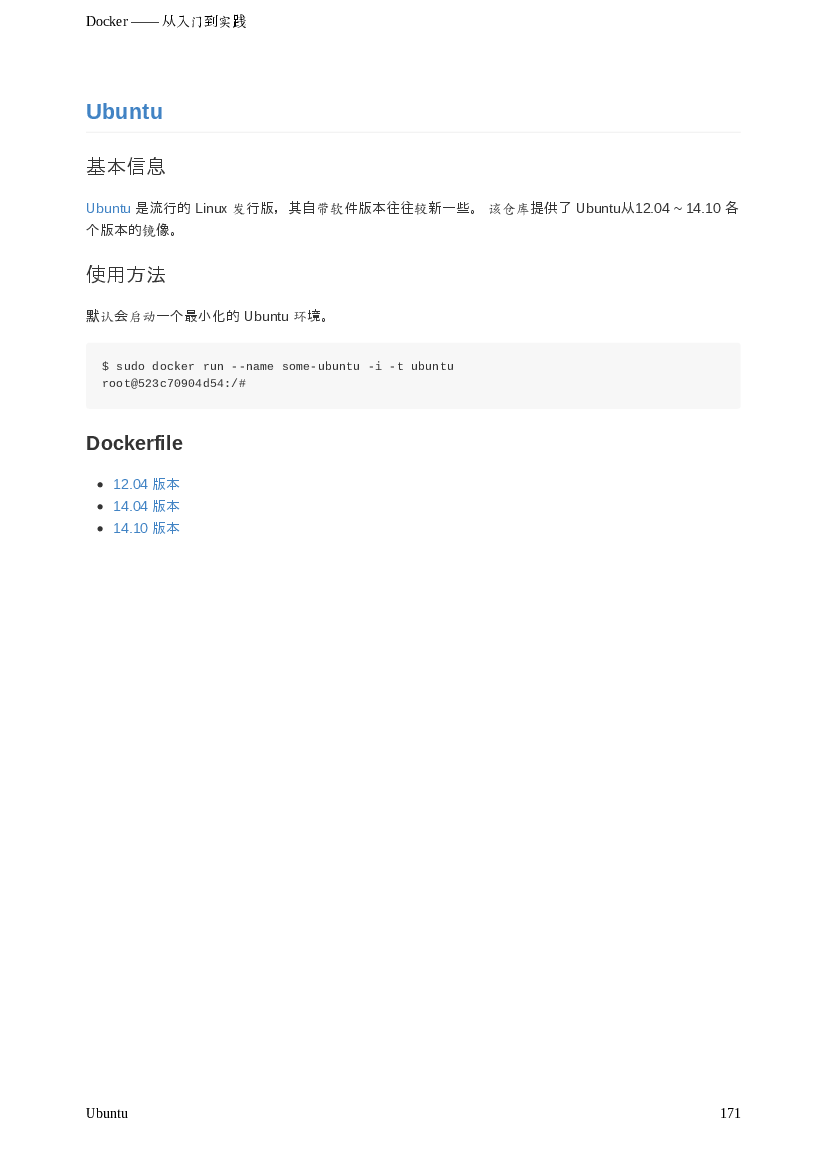 Docker —— 从入门到实践
Ubuntu
基本信息
Ubuntu 是流行的 Linux 发行版，其自带软件版本往往较新一些。 该仓库提供了 Ubuntu从12.04 ~ 14.10 各
个版本的镜像。
使用方法
默认会启动一个最小化的 Ubuntu 环境。
$ sudo docker run --name some-ubuntu -i -t ubuntu
root@523c70904d54:/#
Dockerfile
• 12.04 版本
• 14.04 版本
• 14.10 版本
Ubuntu 171